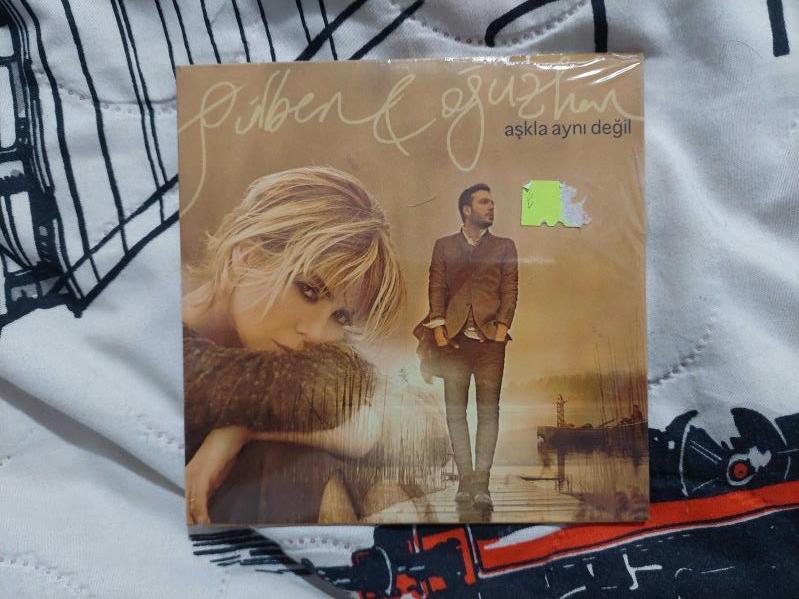 gülben & oğuzhan
aşkla aynı değil